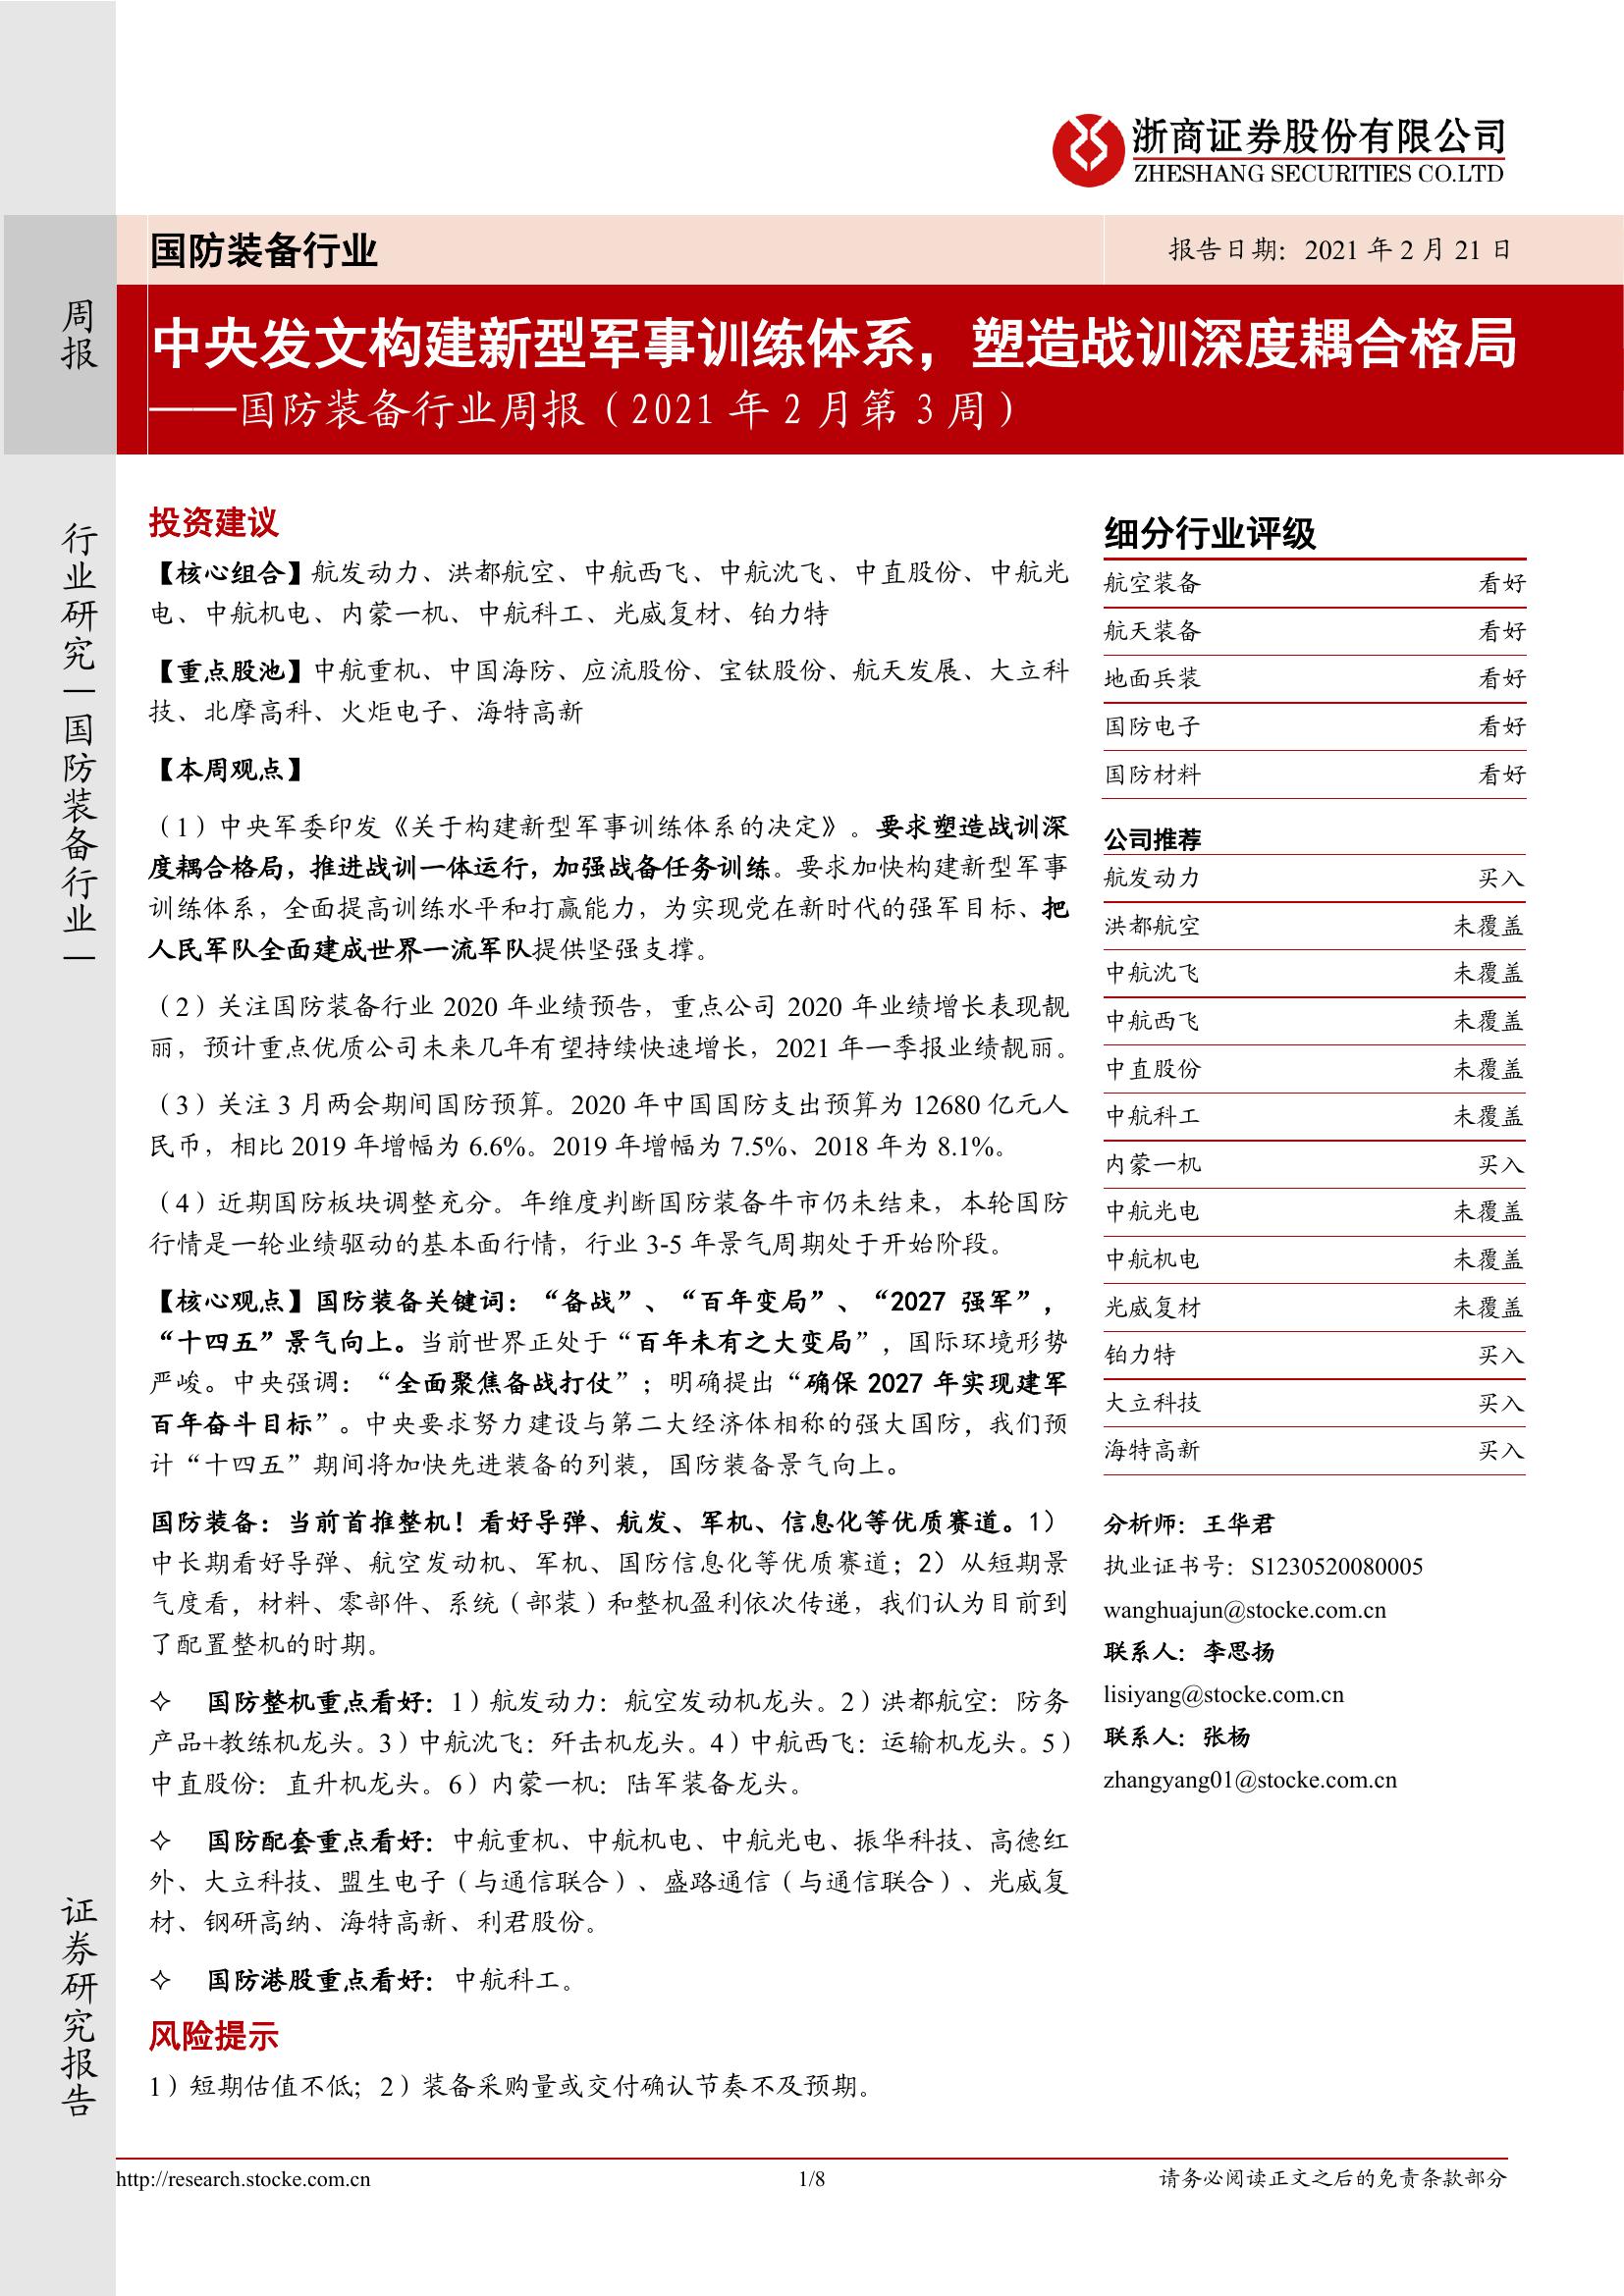 浙商证券股份有限公司
ZHESHANG SECURITIES CO.LTD
国防装备行业
报告日期：2021 年 2 月 21 日
周报
中央发文构建新型军事训练体系，塑造战训深度耦合格局
——国防装备行业周报（2021 年 2 月第 3 周）
行业研究—国防装备行业—
证券研究报告
投资建议
【核心组合】航发动力、洪都航空、中航西飞、中航沈飞、中直股份、中航光
电、中航机电、内蒙一机、中航科工、光威复材、铂力特
【重点股池】中航重机、中国海防、应流股份、宝钛股份、航天发展、大立科
技、北摩高科、火炬电子、海特高新
【本周观点】
（1）中央军委印发《关于构建新型军事训练体系的决定》。要求塑造战训深
度耦合格局，推进战训一体运行，加强战备任务训练。要求加快构建新型军事
训练体系，全面提高训练水平和打赢能力，为实现党在新时代的强军目标、把
人民军队全面建成世界一流军队提供坚强支撑。
（2）关注国防装备行业 2020 年业绩预告，重点公司 2020 年业绩增长表现靓
丽，预计重点优质公司未来几年有望持续快速增长，2021 年一季报业绩靓丽。
（3）关注 3 月两会期间国防预算。2020 年中国国防支出预算为 12680 亿元人
民币，相比 2019 年增幅为 6.6%。2019 年增幅为 7.5%、2018 年为 8.1%。
（4）近期国防板块调整充分。年维度判断国防装备牛市仍未结束，本轮国防
行情是一轮业绩驱动的基本面行情，行业 3-5 年景气周期处于开始阶段。
【核心观点】国防装备关键词：“备战”、“百年变局”、“2027 强军”，
“十四五”景气向上。当前世界正处于“百年未有之大变局”，国际环境形势
严峻。中央强调：“全面聚焦备战打仗”；明确提出“确保 2027 年实现建军
百年奋斗目标”。中央要求努力建设与第二大经济体相称的强大国防，我们预
计“十四五”期间将加快先进装备的列装，国防装备景气向上。
国防装备：当前首推整机！看好导弹、航发、军机、信息化等优质赛道。1）
中长期看好导弹、航空发动机、军机、国防信息化等优质赛道；2）从短期景
气度看，材料、零部件、系统（部装）和整机盈利依次传递，我们认为目前到
了配置整机的时期。
✧ 国防整机重点看好：1）航发动力：航空发动机龙头。2）洪都航空：防务
产品+教练机龙头。3）中航沈飞：歼击机龙头。4）中航西飞：运输机龙头。5）
中直股份：直升机龙头。6）内蒙一机：陆军装备龙头。
✧ 国防配套重点看好：中航重机、中航机电、中航光电、振华科技、高德红
外、大立科技、盟生电子（与通信联合）、盛路通信（与通信联合）、光威复
材、钢研高纳、海特高新、利君股份。
✧ 国防港股重点看好：中航科工。
风险提示
1）短期估值不低；2）装备采购量或交付确认节奏不及预期。
细分行业评级
航空装备 看好
航天装备 看好
地面兵装 看好
国防电子 看好
国防材料 看好
公司推荐
航发动力 买入
洪都航空 未覆盖
中航沈飞 未覆盖
中航西飞 未覆盖
中直股份 未覆盖
中航科工 未覆盖
内蒙一机 买入
中航光电 未覆盖
中航机电 未覆盖
光威复材 未覆盖
铂力特 买入
大立科技 买入
海特高新 买入
分析师：王华君
执业证书号：S1230520080005
wanghuajun@stocke.com.cn
联系人：李思扬
lisiyang@stocke.com.cn
联系人：张杨
zhangyang01@stocke.com.cn
http://research.stocke.com.cn
1/8
请务必阅读正文之后的免责条款部分